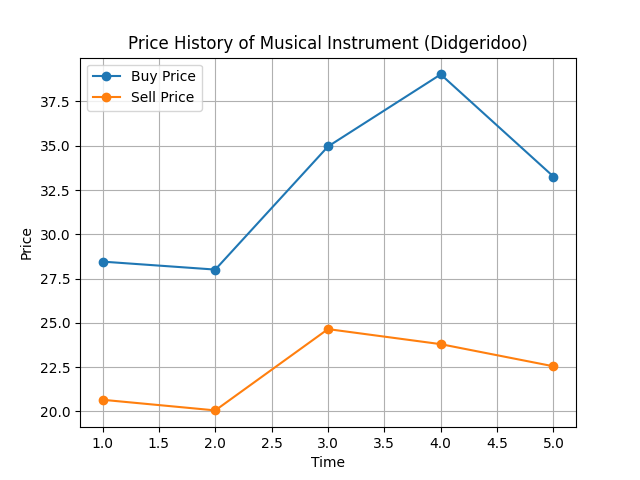 Price History of Musical Instrument (Didgeridoo)
Buy Price
Sell Price
37.5
35.0
32.5
30.0
27.5
25.0
22.5
20.0
Price
1.0 1.5 2.0 2.5 3.0 3.5 4.0 4.5 5.0
Time